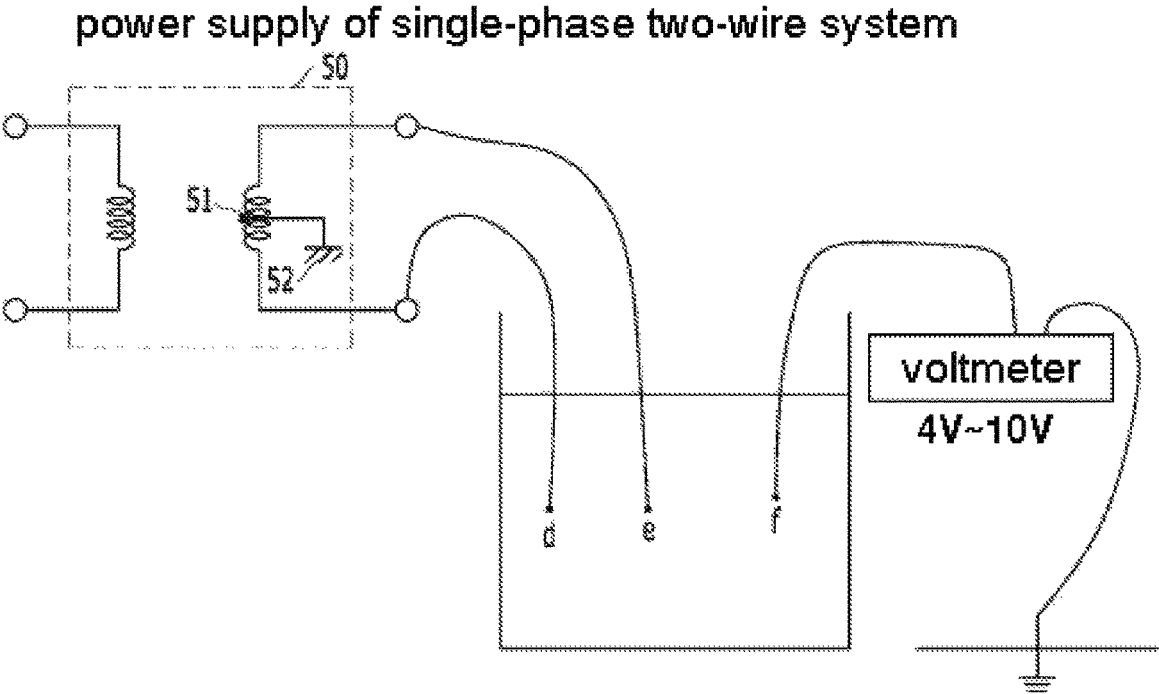 power supply of single-phase two-wire system
50
51
52
voltmeter
4V~10V
d
e
f